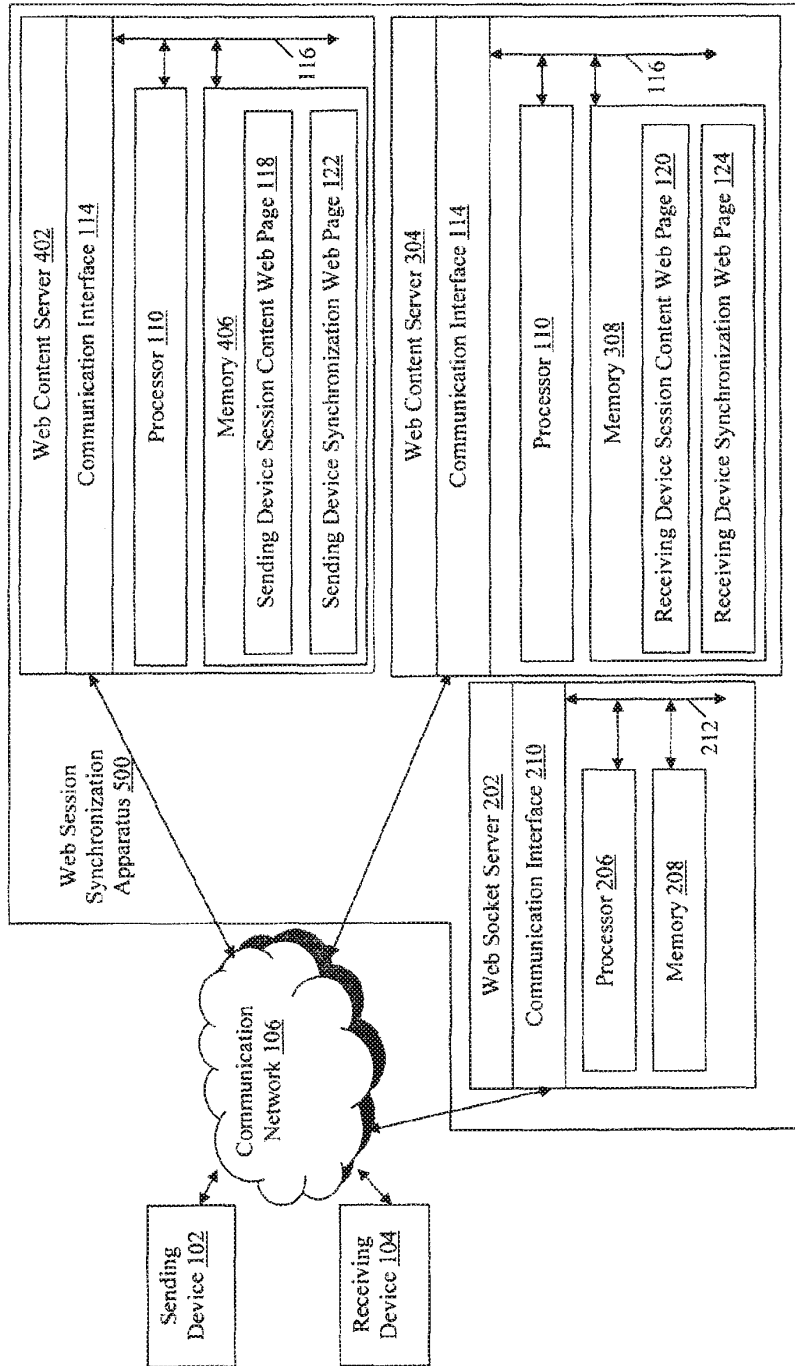 Sending
Device 102
Receiving
Device 104
Communication
Network 106
Web Session
Synchronization
Apparatus 500
Web Content Server 402
Communication Interface 114
Processor 110
Memory 406
Sending Device Session Content Web Page 118
Sending Device Synchronization Web Page 122
116
Web Socket Server 202
Communication Interface 210
Processor 206
Memory 208
212
Web Content Server 304
Communication Interface 114
Processor 110
Memory 308
Receiving Device Session Content Web Page 120
Receiving Device Synchronization Web Page 124
116